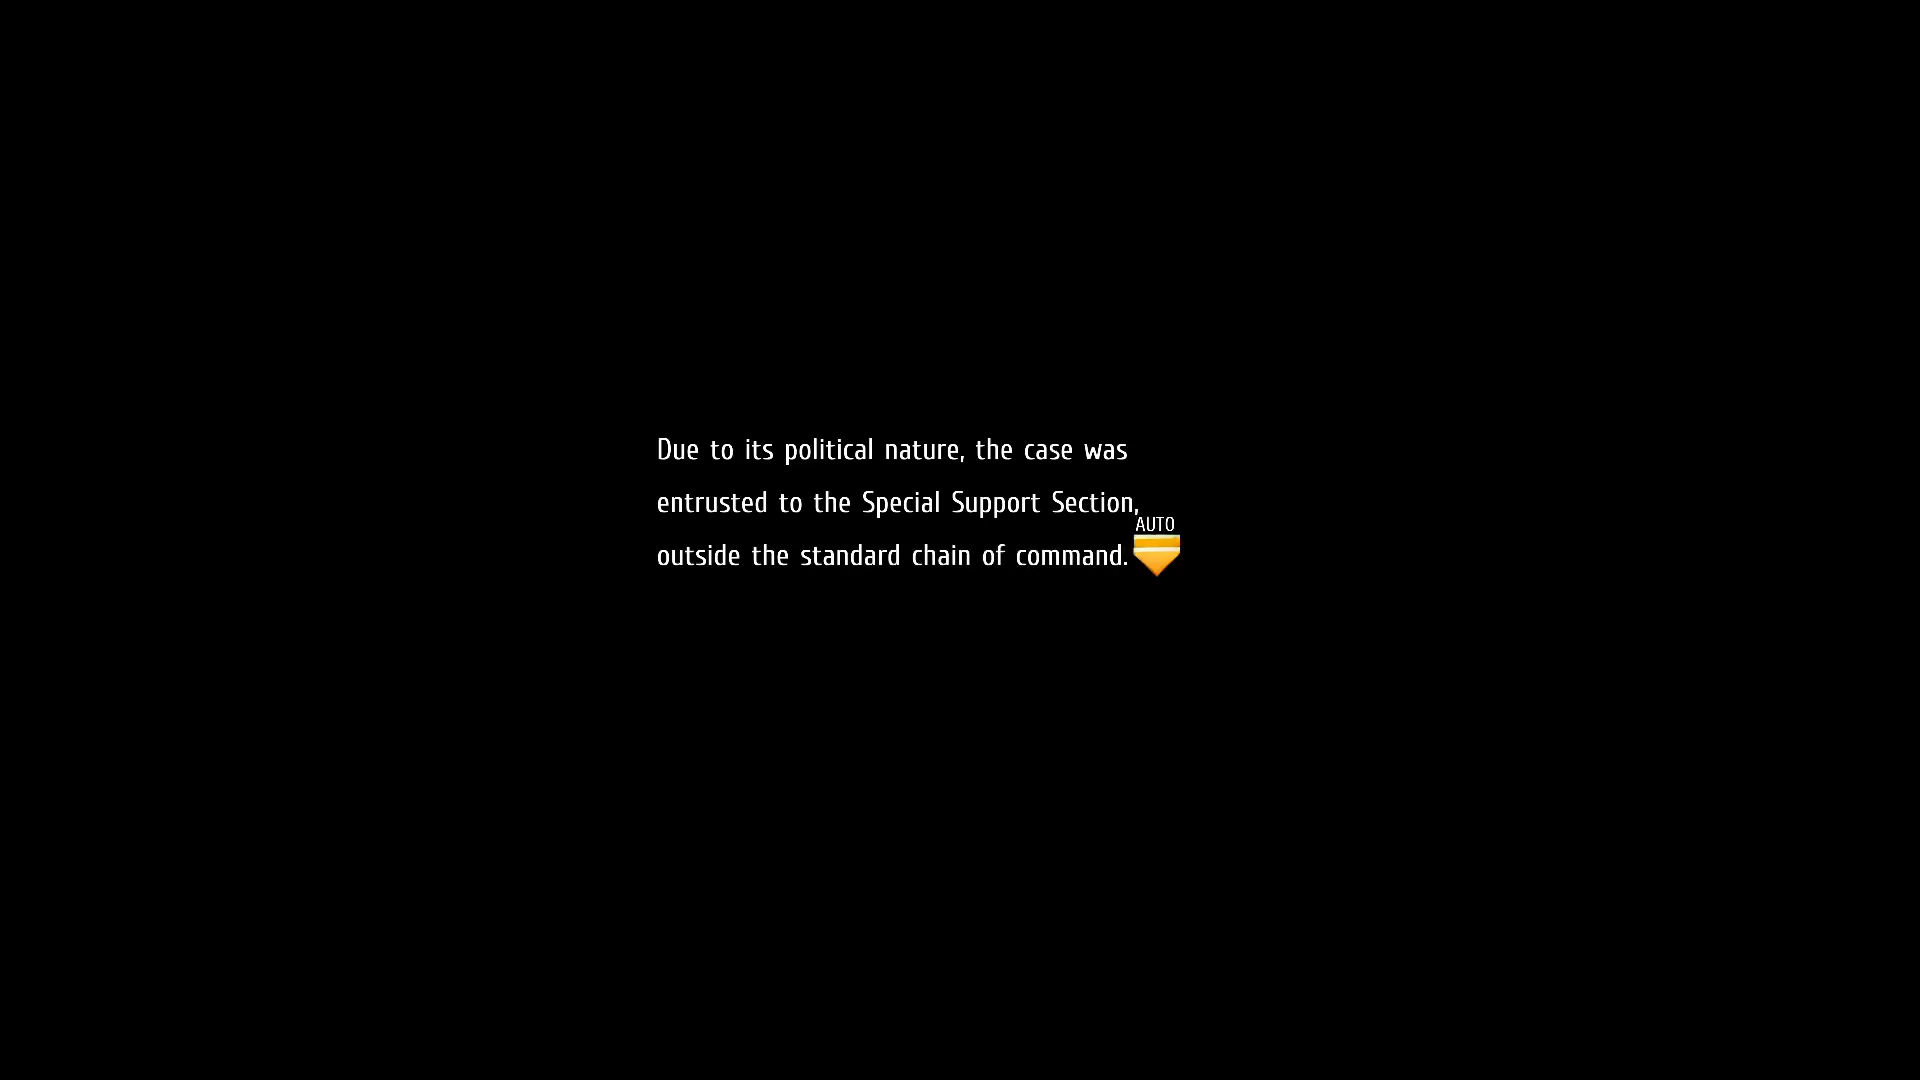 Due to its political nature, the case was
entrusted to the Special Support Section,
AUTO
outside the standard chain of command.